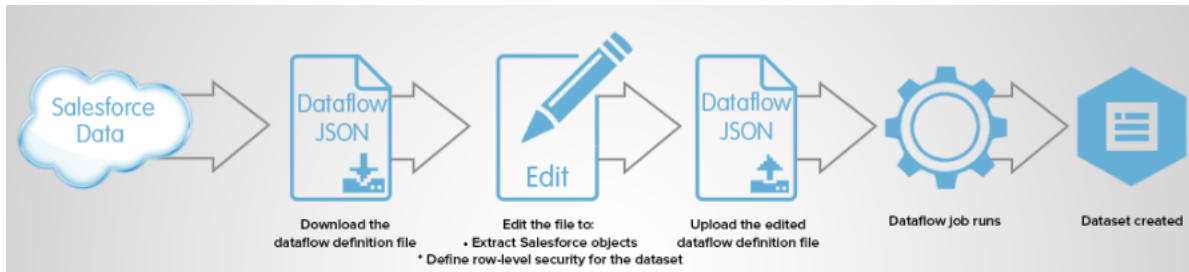 Salesforce
Data
Dataflow
JSON
Download the
dataflow definition file
Edit
Edit the file to:
• Extract Salesforce objects
* Define row-level security for the dataset
Dataflow
JSON
Upload the edited
dataflow definition file
Dataflow job runs
Dataset created